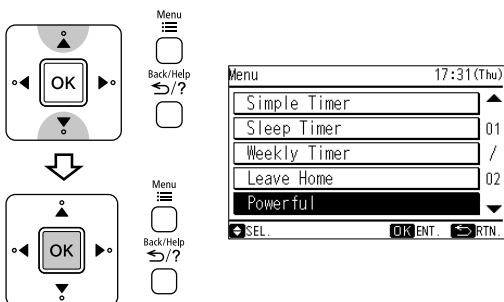 Menu
OK
Back/Help
/?
Menu
OK
Back/Help
/?
Menu 17:31(Thu)
Simple Timer
Sleep Timer 01
Weekly Timer /
Leave Home 02
Powerful
SEL. OK ENT. RTN.